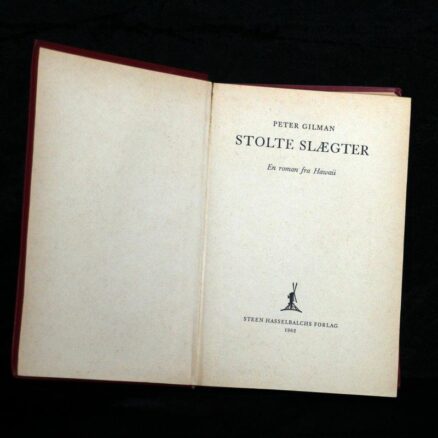 PETER GILMAN
STOLTE SLÆGTER
En roman fra Hawaii
STEEN HASSELBALCHS FORLAG
1962